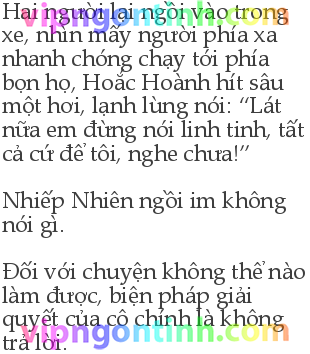 Hai người lại ngồi vào trong
vipngontinh.com
xe, nhìn mấy người phía xa
nhanh chóng chạy tới phía
bọn họ, Hoắc Hoành hít sâu
một hơi, lạnh lùng nói: “Lát
nữa em đừng nói linh tinh, tất
cả cứ để tôi, nghe chưa!”
Nhiếp Nhiên ngồi im không
nói gì.
Đối với chuyện không thể nào
làm được, biện pháp giải
quyết của cô chính là không
vipngontinh.com
trả lời.